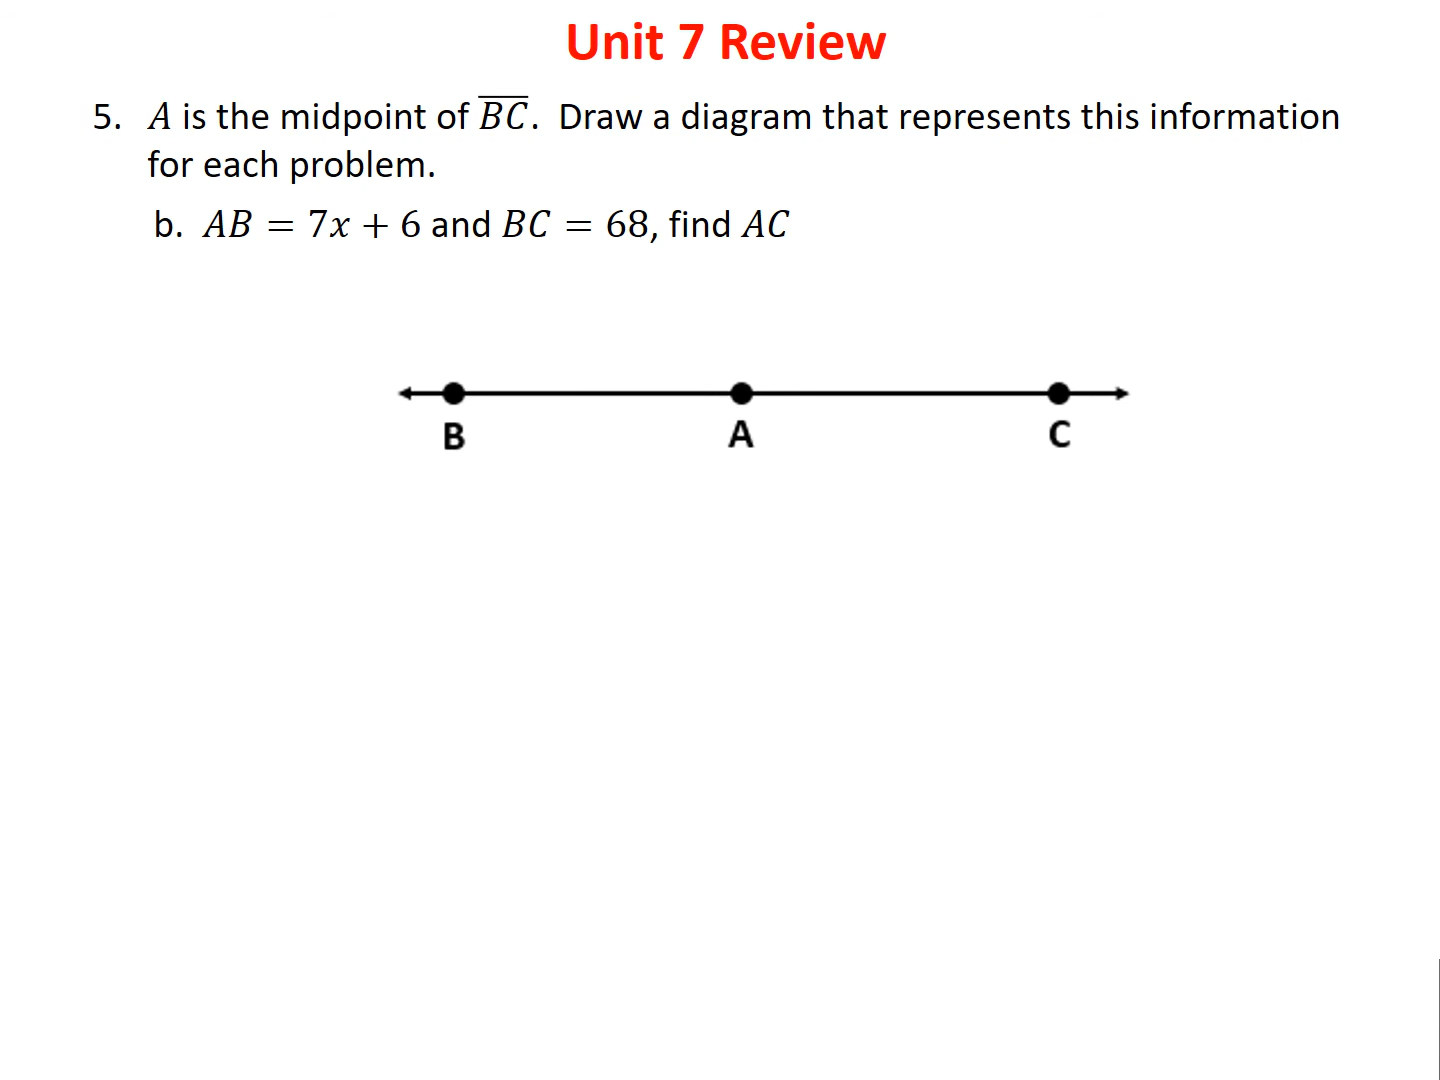 Unit 7 Review
5. A is the midpoint of B̅C̅. Draw a diagram that represents this information
for each problem.
b. AB = 7x + 6 and BC = 68, find AC
B A C